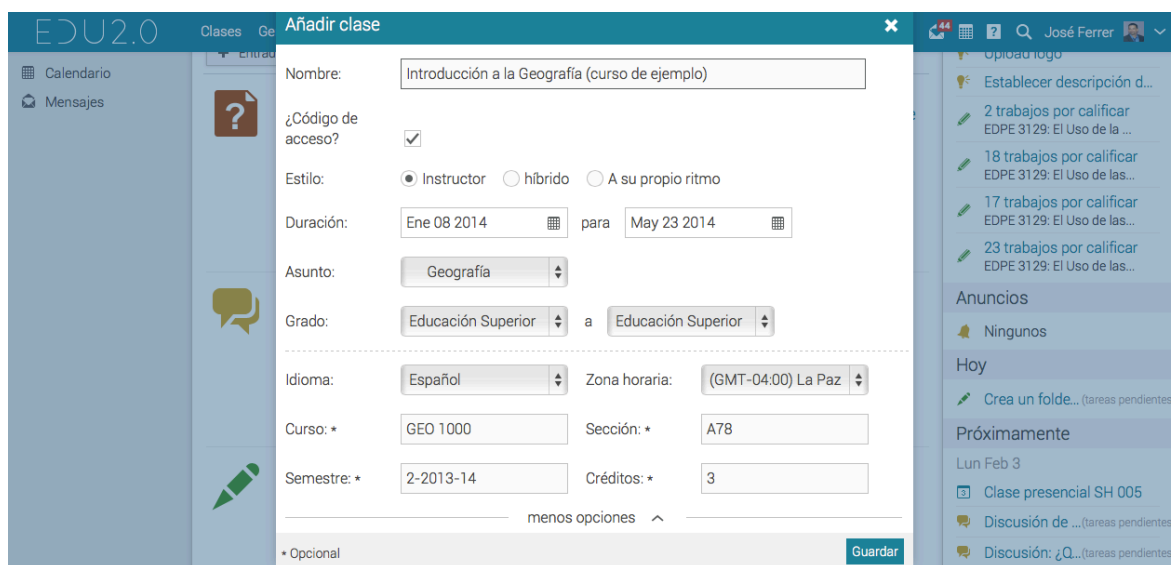 EDU2.0
Clases Ge
44
? José Ferrer
Calendario
Mensajes
+ Entrad
?
Añadir clase
Nombre: Introducción a la Geografía (curso de ejemplo)
¿Código de
acceso?
Estilo: Instructor híbrido A su propio ritmo
Duración: Ene 08 2014 para May 23 2014
Asunto: Geografía
Grado: Educación Superior a Educación Superior
Idioma: Español Zona horaria: (GMT-04:00) La Paz
Curso: * GEO 1000 Sección: * A78
Semestre: * 2-2013-14 Créditos: * 3
menos opciones
* Opcional Guardar
Upload logo
Establecer descripción d...
2 trabajos por calificar
EDPE 3129: El Uso de la ...
18 trabajos por calificar
EDPE 3129: El Uso de las...
17 trabajos por calificar
EDPE 3129: El Uso de las...
23 trabajos por calificar
EDPE 3129: El Uso de las...
Anuncios
Ningunos
Hoy
Crea un folde... (tareas pendientes
Próximamente
Lun Feb 3
3 Clase presencial SH 005
Discusión de ...(tareas pendientes
Discusión: ¿Q...(tareas pendientes